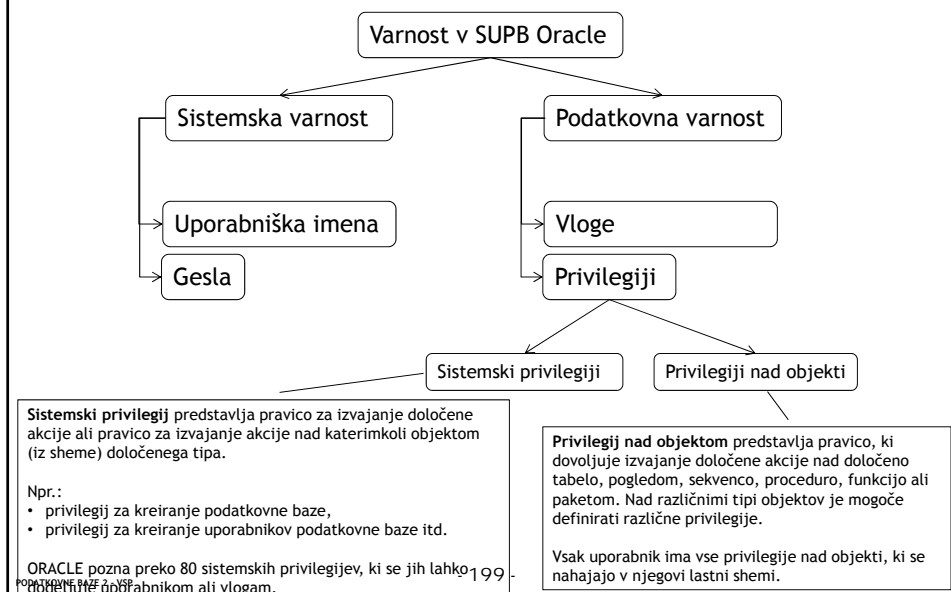 Varnost v SUPB Oracle
Sistemska varnost
Podatkovna varnost
Uporabniška imena
Vloge
Gesla
Privilegiji
Sistemski privilegiji
Privilegiji nad objekti
Sistemski privilegij predstavlja pravico za izvajanje določene
akcije ali pravico za izvajanje akcije nad katerimkoli objektom
(iz sheme) določenega tipa.
Npr.:
• privilegij za kreiranje podatkovne baze,
• privilegij za kreiranje uporabnikov podatkovne baze itd.
ORACLE pozna preko 80 sistemskih privilegijev, ki se jih lahko
dodeljuje uporabnikom ali vlogam.
Privilegij nad objektom predstavlja pravico, ki
dovoljuje izvajanje določene akcije nad določeno
tabelo, pogledom, sekvenco, proceduro, funkcijo ali
paketom. Nad različnimi tipi objektov je mogoče
definirati različne privilegije.
Vsak uporabnik ima vse privilegije nad objekti, ki se
nahajajo v njegovi lastni shemi.
PODATKOVNE BAZE 2 - VSP
- 199 -